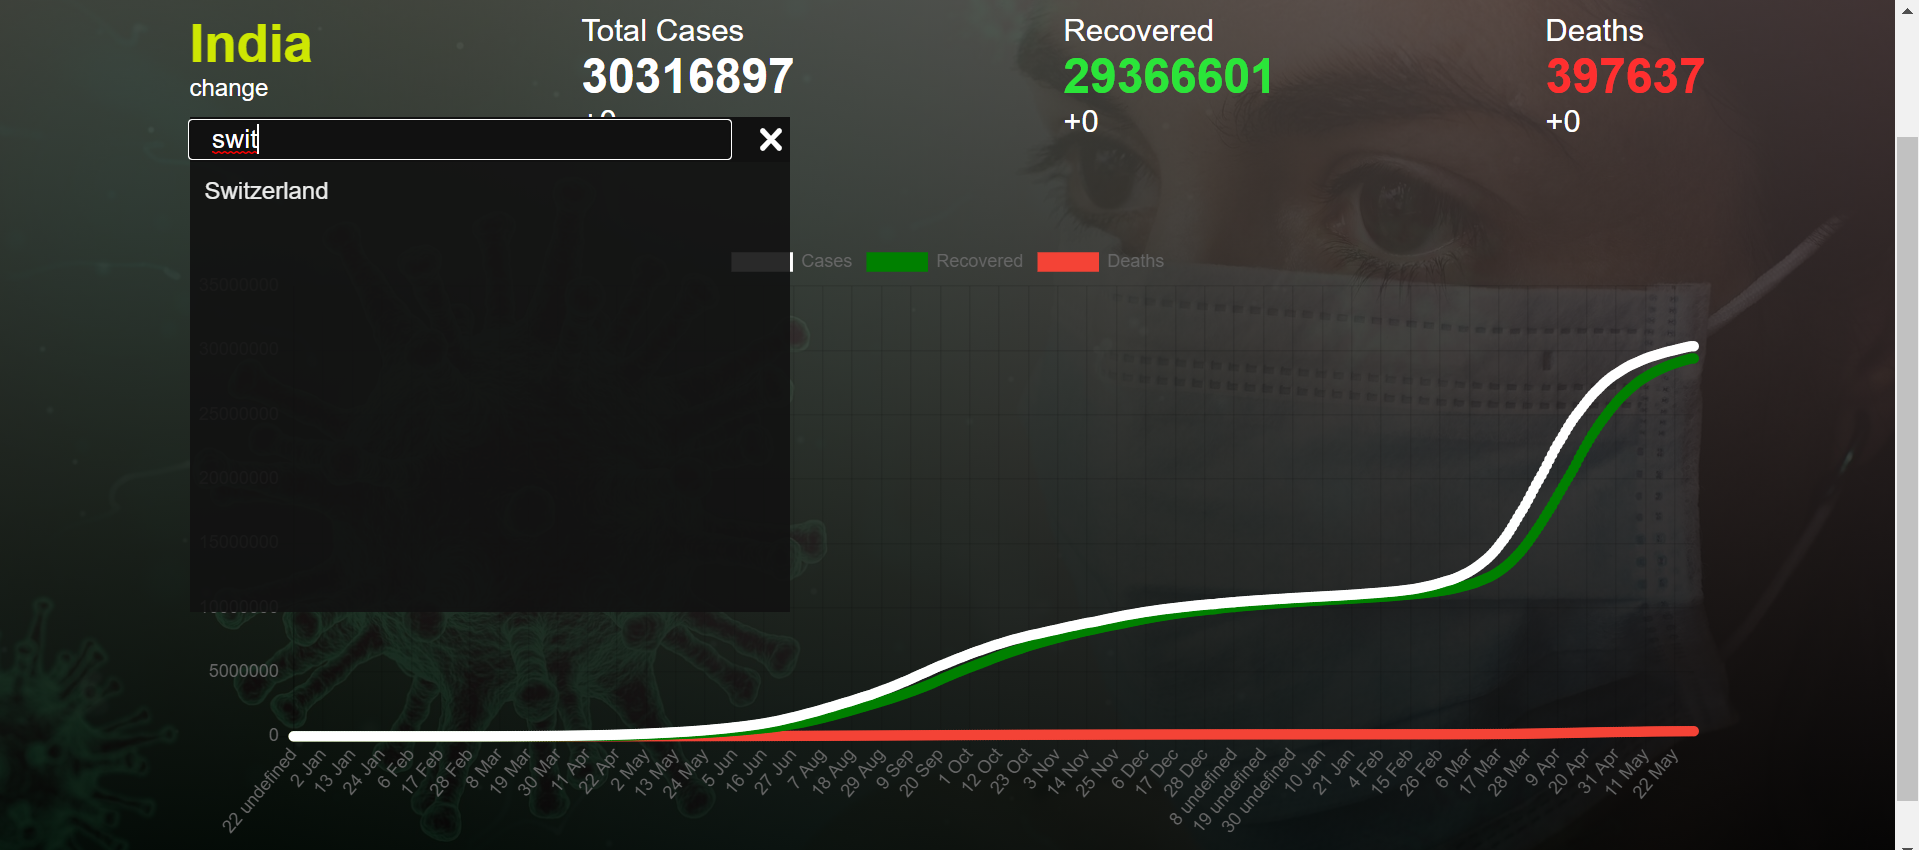 India
change
Total Cases
30316897
+0
Recovered
29366601
+0
Deaths
397637
+0
swit
Switzerland
Cases Recovered Deaths
35000000
30000000
25000000
20000000
15000000
10000000
5000000
0
22 undefined 2 Jan 13 Jan 24 Jan 6 Feb 17 Feb 28 Feb 8 Mar 19 Mar 30 Mar 11 Apr 22 Apr 2 May 13 May 24 May 5 Jun 16 Jun 27 Jun 7 Aug 18 Aug 29 Aug 9 Sep 20 Sep 1 Oct 12 Oct 23 Oct 3 Nov 14 Nov 25 Nov 6 Dec 17 Dec 28 Dec 8 undefined 19 undefined 30 undefined 10 Jan 21 Jan 4 Feb 15 Feb 26 Feb 6 Mar 17 Mar 28 Mar 9 Apr 20 Apr 31 Apr 11 May 22 May